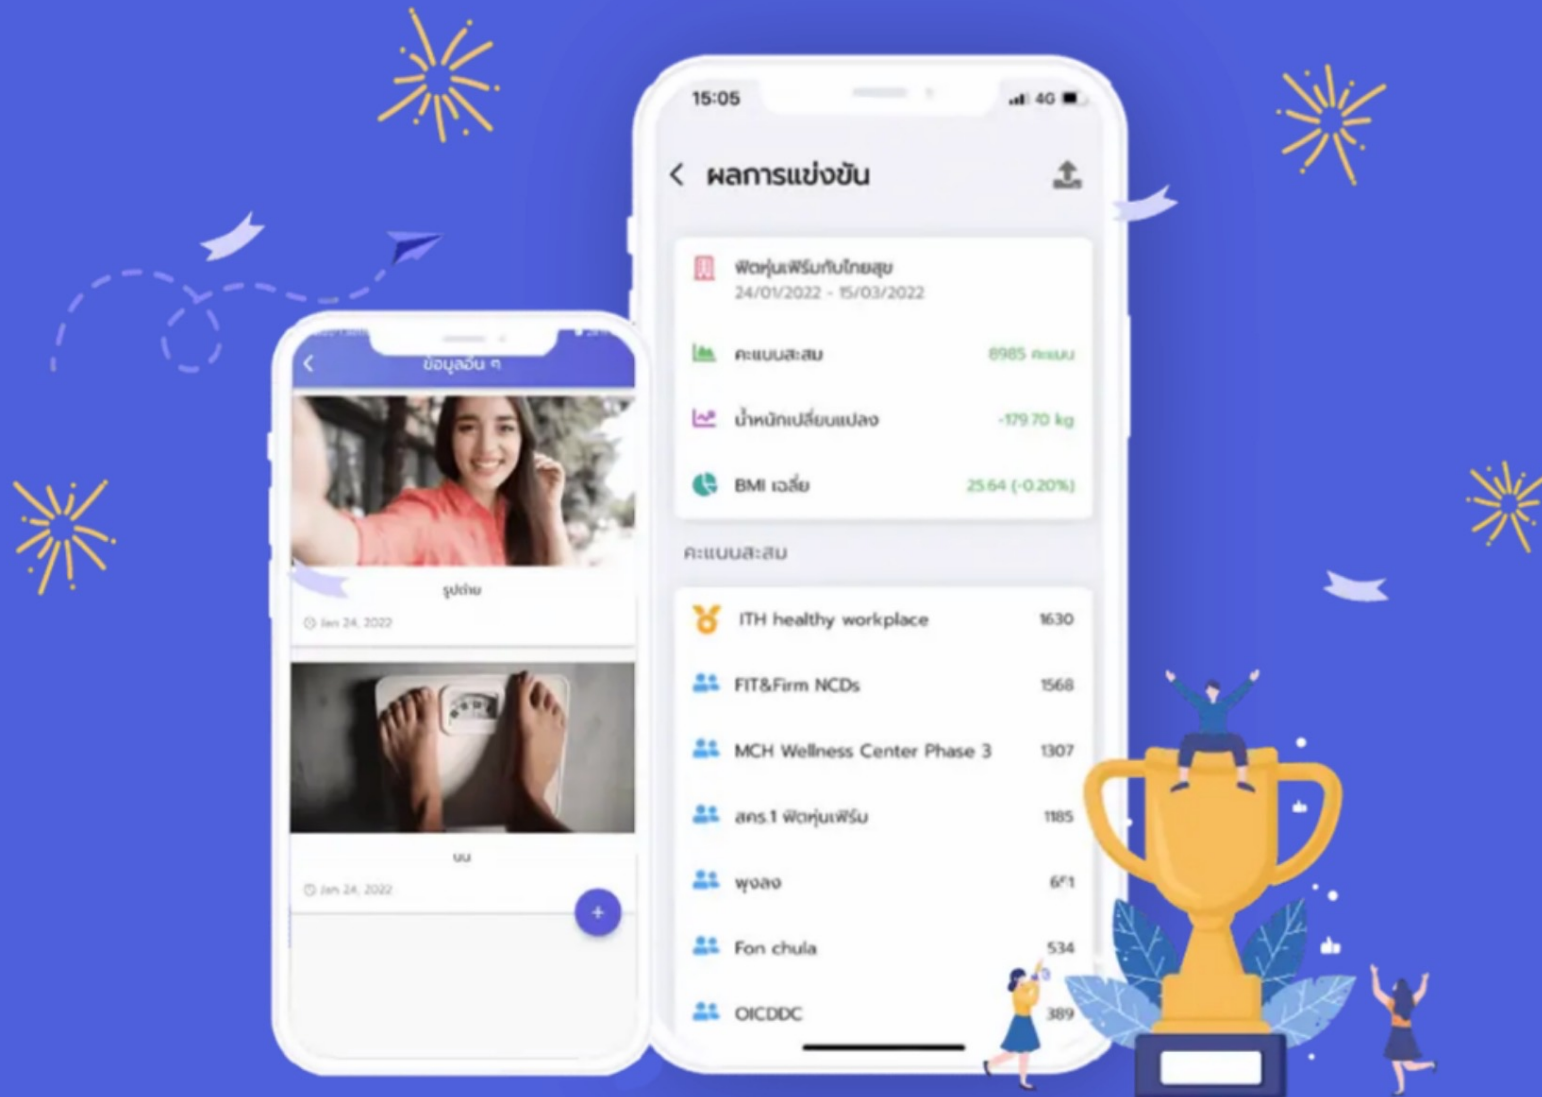 ข้อมูลอื่น ๆ
รูปถ่าย
Jan 24, 2022
นน
Jan 24, 2022
+
15:05
4G
ผลการแข่งขัน
ฟิตหุ่นเฟิร์มกับไทยสุข
24/01/2022 - 15/03/2022
คะแนนสะสม 8985 คะแนน
น้ำหนักเปลี่ยนแปลง -179.70 kg
BMI เฉลี่ย 25.64 (-0.20%)
คะแนนสะสม
ITH healthy workplace 1630
FIT&Firm NCDs 1568
MCH Wellness Center Phase 3 1307
สคร.1 ฟิตหุ่นเฟิร์ม 1185
พุงลง
Fon chula 534
OICDDC 389